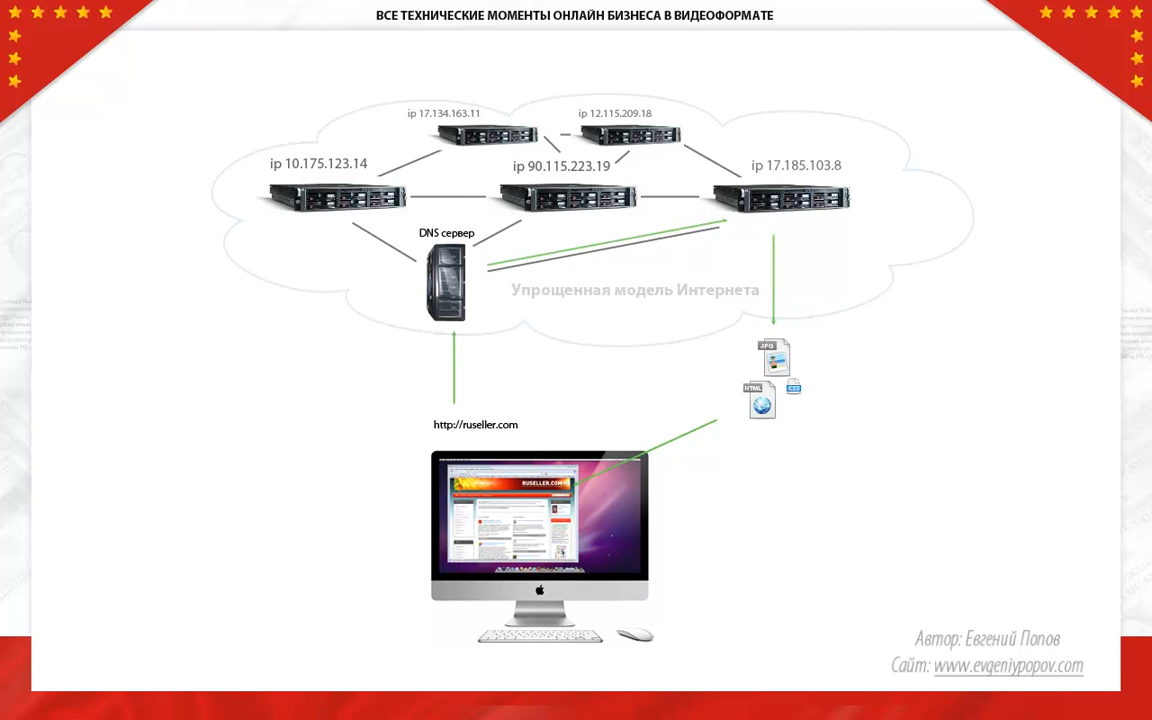 ВСЕ ТЕХНИЧЕСКИЕ МОМЕНТЫ ОНЛАЙН БИЗНЕСА В ВИДЕОФОРМАТЕ
ip 17.134.163.11
ip 12.115.209.18
ip 10.175.123.14
ip 90.115.223.19
ip 17.185.103.8
DNS сервер
Упрощенная модель Интернета
JPG
HTML
CSS
http://ruseller.com
RUSELLER.COM
Автор: Евгений Попов
Сайт: www.evgeniypopov.com